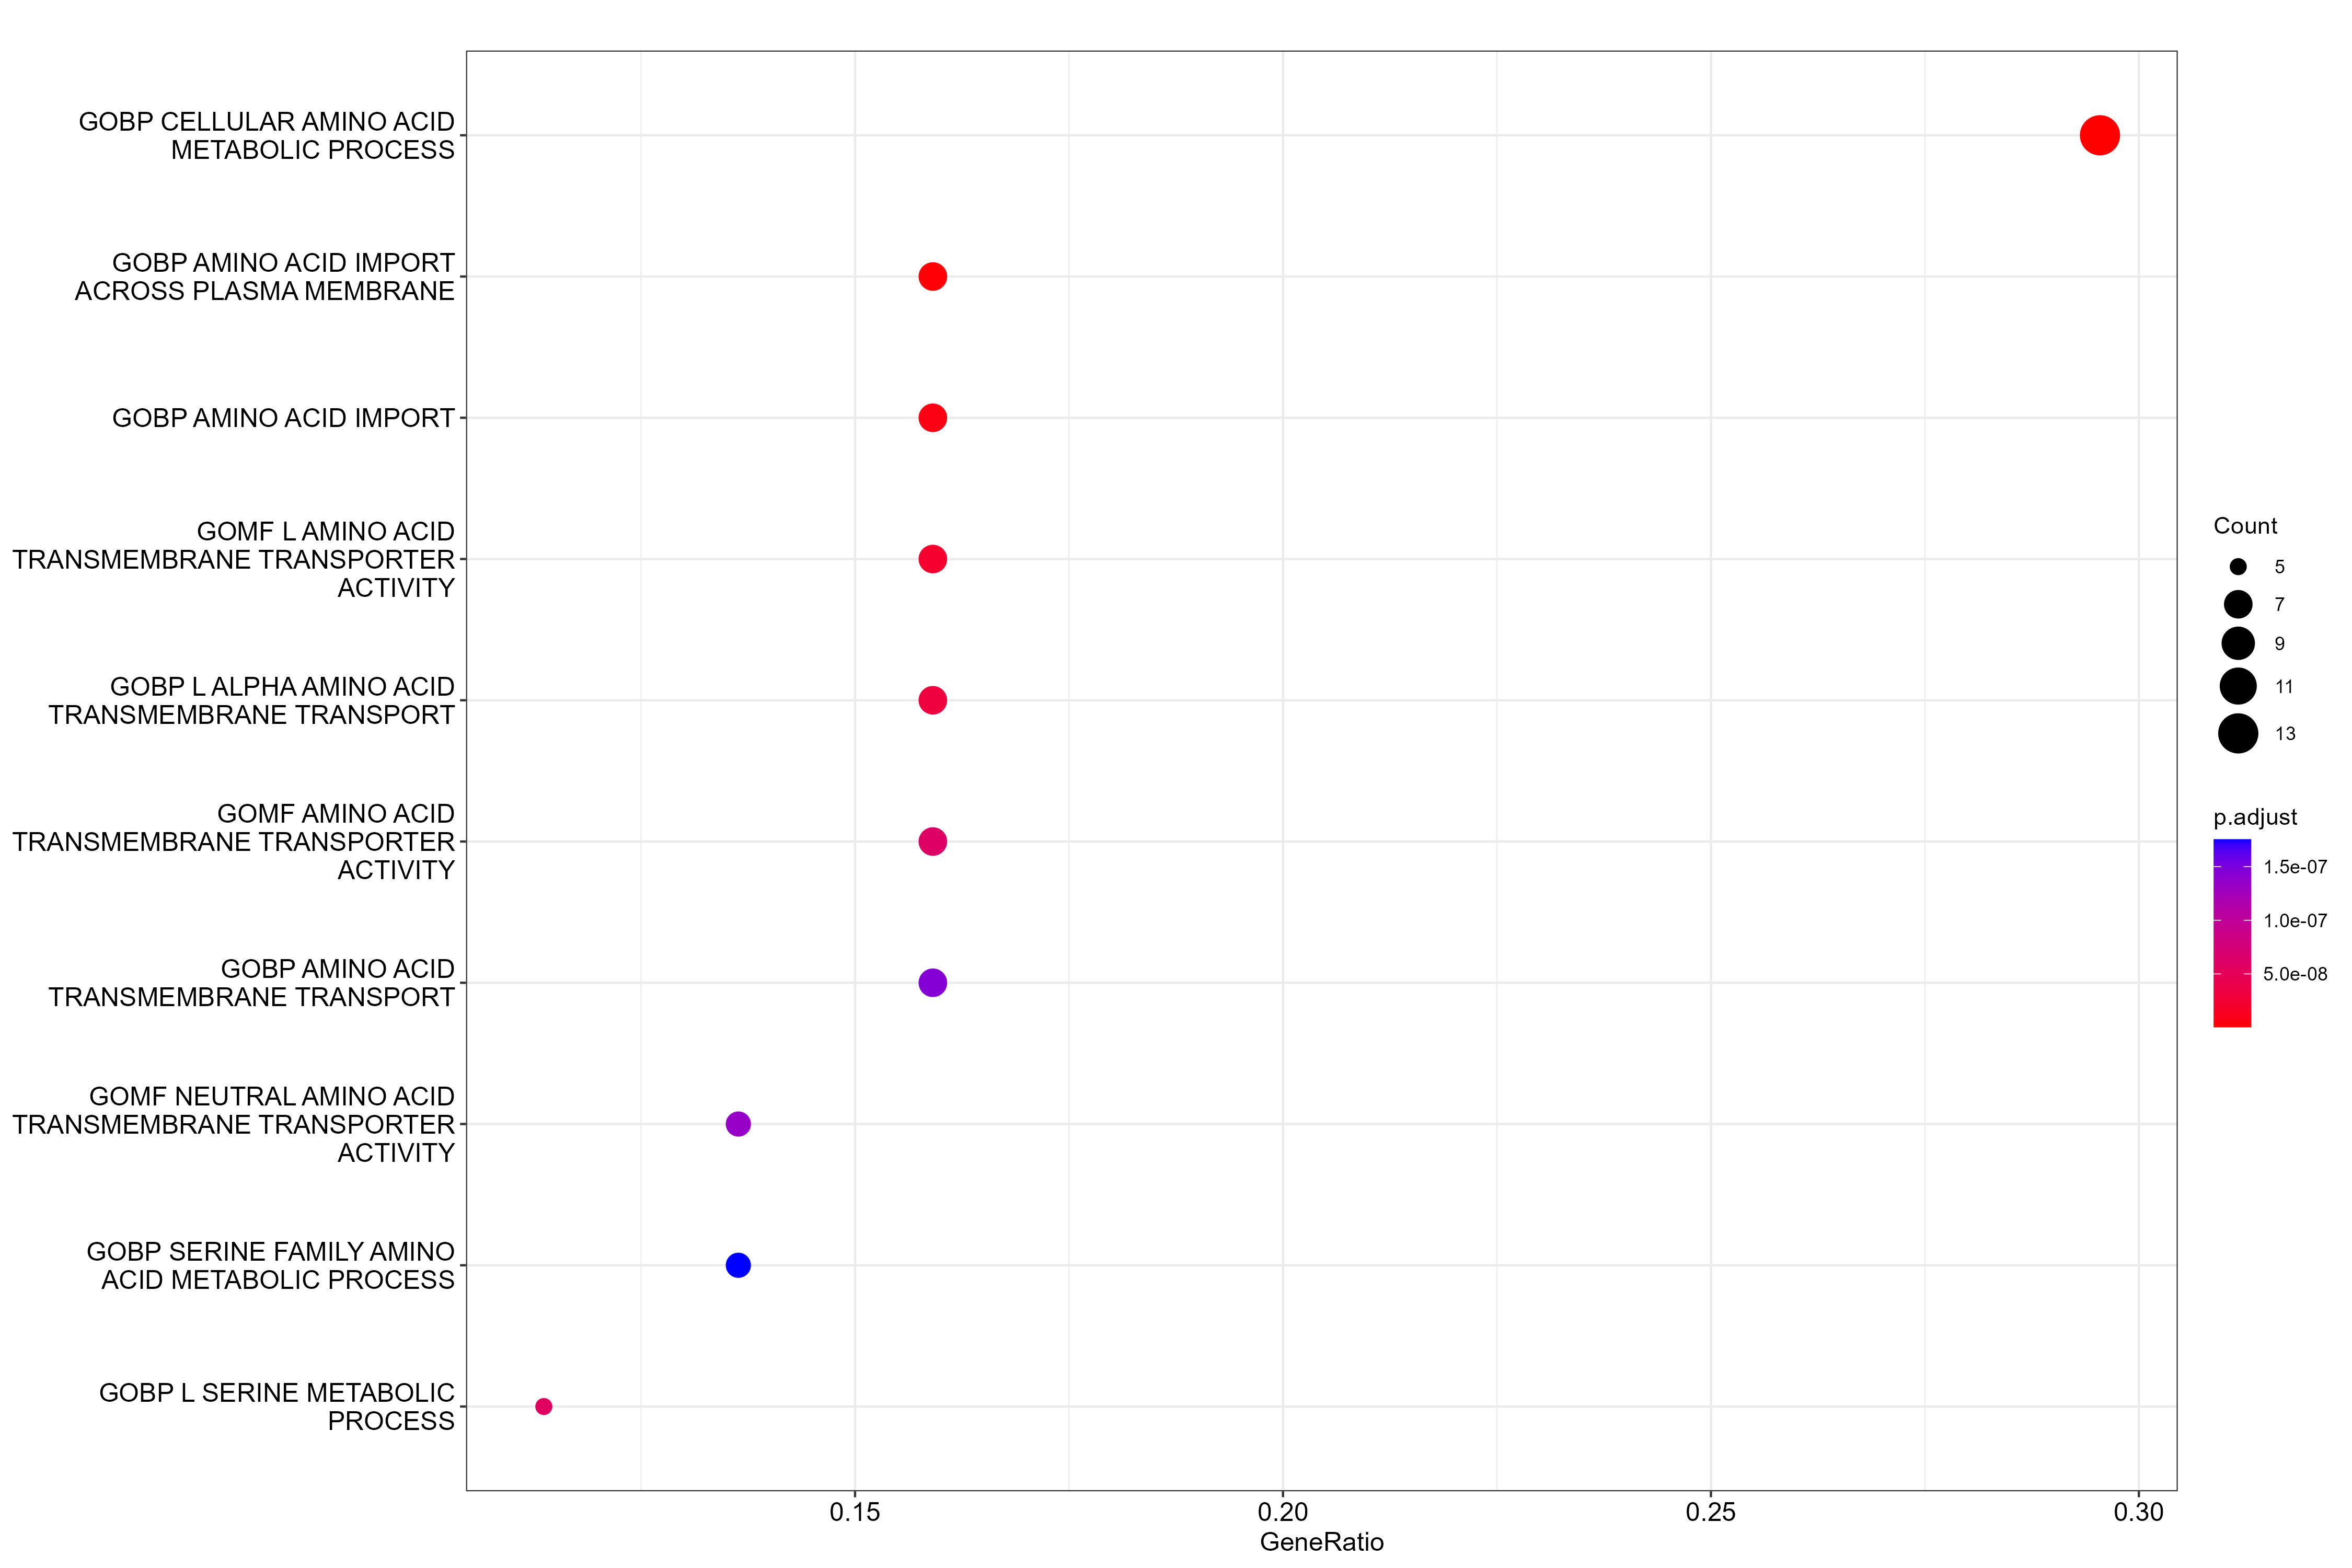 GOBP CELLULAR AMINO ACID
METABOLIC PROCESS
GOBP AMINO ACID IMPORT
ACROSS PLASMA MEMBRANE
GOBP AMINO ACID IMPORT
GOMF L AMINO ACID
TRANSMEMBRANE TRANSPORTER
ACTIVITY
GOBP L ALPHA AMINO ACID
TRANSMEMBRANE TRANSPORT
GOMF AMINO ACID
TRANSMEMBRANE TRANSPORTER
ACTIVITY
GOBP AMINO ACID
TRANSMEMBRANE TRANSPORT
GOMF NEUTRAL AMINO ACID
TRANSMEMBRANE TRANSPORTER
ACTIVITY
GOBP SERINE FAMILY AMINO
ACID METABOLIC PROCESS
GOBP L SERINE METABOLIC
PROCESS
0.15 0.20 0.25 0.30
GeneRatio
Count
5
7
9
11
13
p.adjust
1.5e-07
1.0e-07
5.0e-08